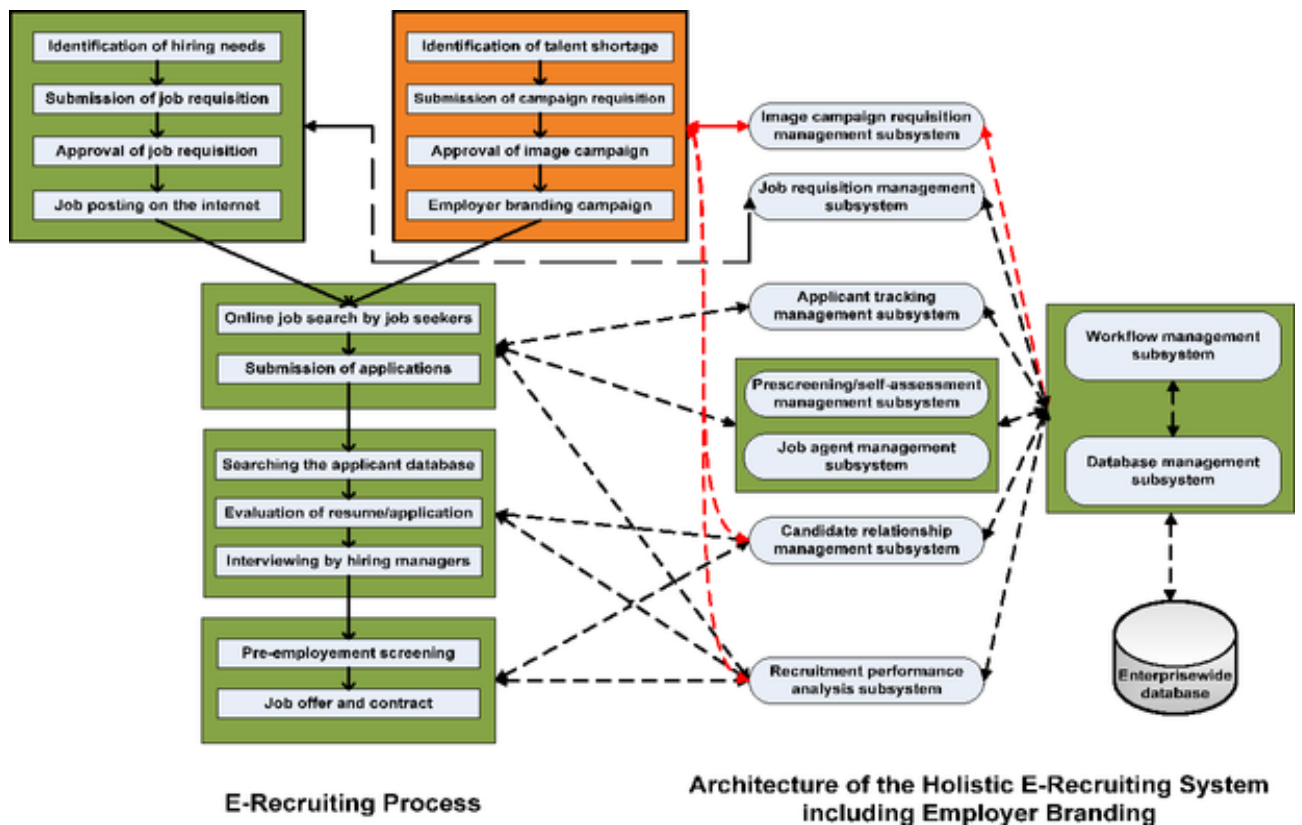 Identification of hiring needs
Submission of job requisition
Approval of job requisition
Job posting on the internet
Identification of talent shortage
Submission of campaign requisition
Approval of image campaign
Employer branding campaign
Image campaign requisition
management subsystem
Job requisition management
subsystem
Online job search by job seekers
Submission of applications
Applicant tracking
management subsystem
Prescreening/self-assessment
management subsystem
Job agent management
subsystem
Workflow management
subsystem
Database management
subsystem
Searching the applicant database
Evaluation of resume/application
Interviewing by hiring managers
Candidate relationship
management subsystem
Pre-employement screening
Job offer and contract
Recruitment performance
analysis subsystem
Enterprisewide
database
E-Recruiting Process
Architecture of the Holistic E-Recruiting System
including Employer Branding